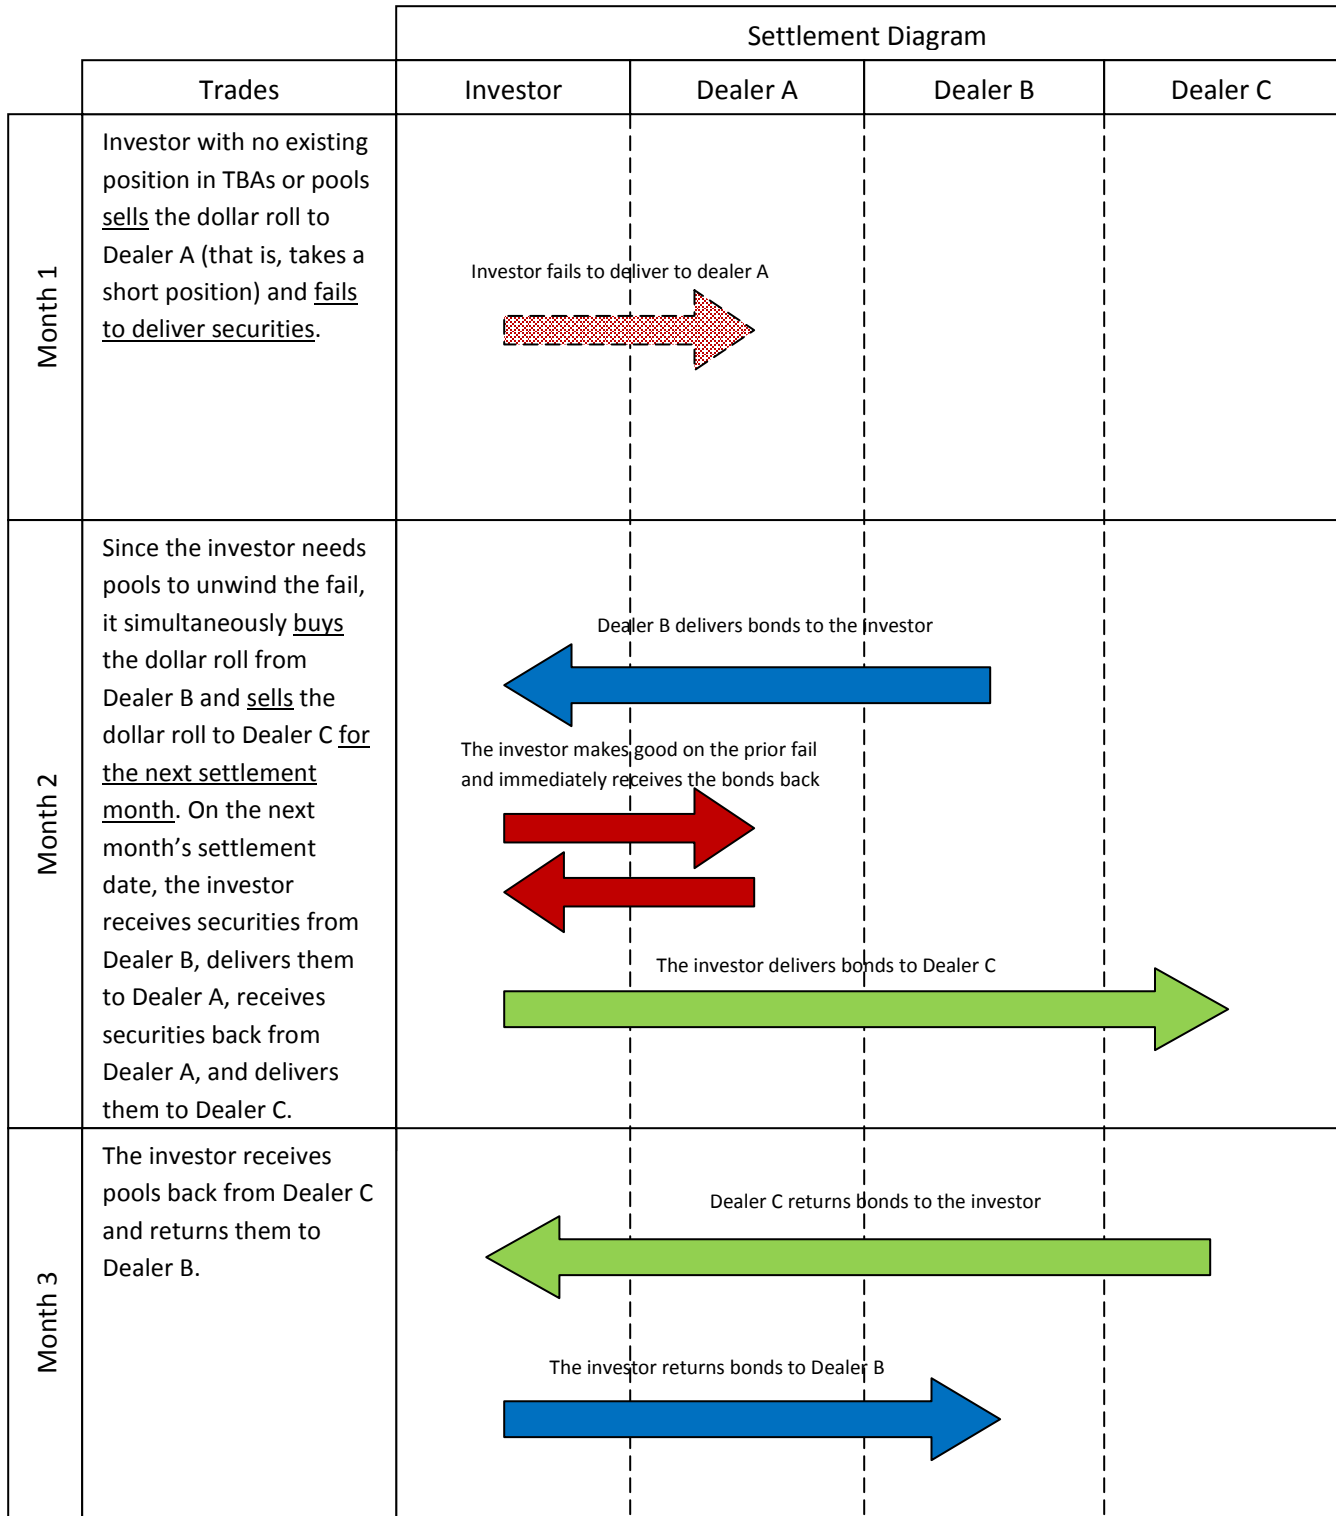 Settlement Diagram
Trades
Investor
Dealer A
Dealer B
Dealer C
Month 1
Investor with no existing
position in TBAs or pools
sells the dollar roll to
Dealer A (that is, takes a
short position) and fails
to deliver securities.
Investor fails to deliver to dealer A
Month 2
Since the investor needs
pools to unwind the fail,
it simultaneously buys
the dollar roll from
Dealer B and sells the
dollar roll to Dealer C for
the next settlement
month. On the next
month’s settlement
date, the investor
receives securities from
Dealer B, delivers them
to Dealer A, receives
securities back from
Dealer A, and delivers
them to Dealer C.
Dealer B delivers bonds to the investor
The investor makes good on the prior fail
and immediately receives the bonds back
The investor delivers bonds to Dealer C
Month 3
The investor receives
pools back from Dealer C
and returns them to
Dealer B.
Dealer C returns bonds to the investor
The investor returns bonds to Dealer B